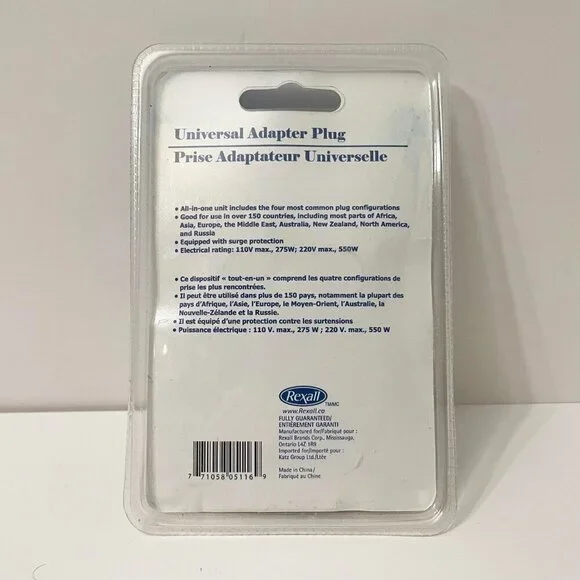 Universal Adapter Plug
Prise Adaptateur Universelle
• All-in-one unit includes the four most common plug configurations
• Good for use in over 150 countries, including most parts of Africa,
Asia, Europe, the Middle East, Australia, New Zealand, North America,
and Russia
• Equipped with surge protection
• Electrical rating: 110V max., 275W; 220V max., 550W
• Ce dispositif « tout-en-un » comprend les quatre configurations de
prise les plus rencontrées.
• Il peut être utilisé dans plus de 150 pays, notamment la plupart des
pays d'Afrique, l'Asie, l'Europe, le Moyen-Orient, l'Australie, la
Nouvelle-Zélande et la Russie.
• Il est équipé d'une protection contre les surtensions
• Puissance électrique : 110 V. max., 275 W ; 220 V. max., 550 W
Rexall
TM/MC
www.Rexall.ca
FULLY GUARANTEED/
ENTIÈREMENT GARANTI
Manufactured for/Fabriqué pour :
Rexall Brands Corp., Mississauga,
Ontario L4Z 1R9
Imported for/importé pour :
Katz Group Ltd./Ltée
Made in China/
Fabriqué au Chine
7 71058 05116 9